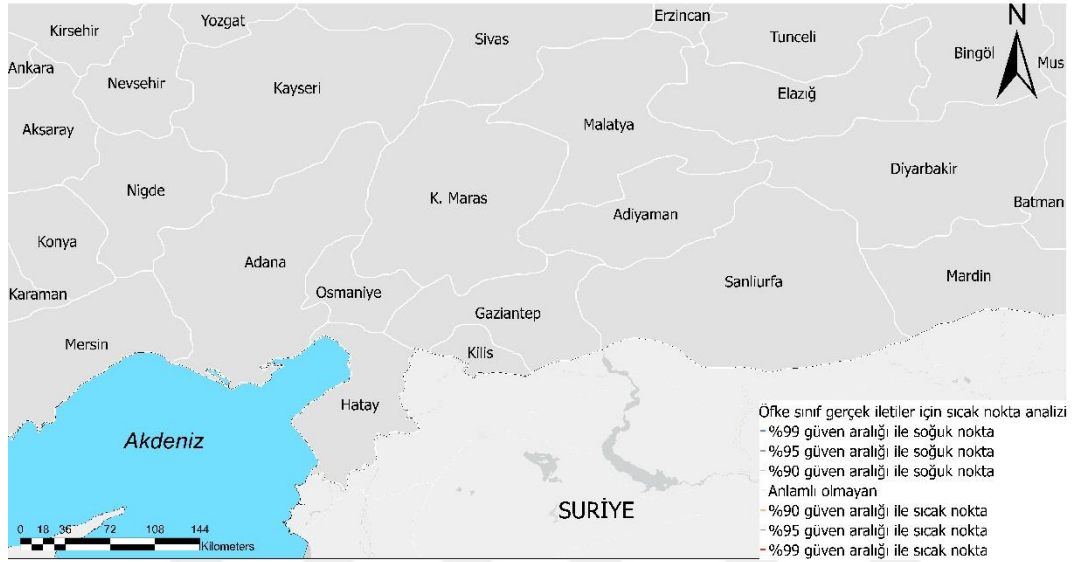 Kirsehir
Yozgat
Sivas
Erzincan
Tunceli
N
Bingöl
Mus
Ankara
Nevsehir
Kayseri
Elazığ
Aksaray
Malatya
Nigde
K. Maras
Diyarbakir
Adiyaman
Batman
Konya
Adana
Karaman
Osmaniye
Sanliurfa
Mardin
Gaziantep
Mersin
Kilis
Hatay
Akdeniz
SURİYE
Öfke sınıf gerçek iletiler için sıcak nokta analizi
%99 güven aralığı ile soğuk nokta
%95 güven aralığı ile soğuk nokta
%90 güven aralığı ile soğuk nokta
Anlamlı olmayan
%90 güven aralığı ile sıcak nokta
%95 güven aralığı ile sıcak nokta
%99 güven aralığı ile sıcak nokta
0 18 36 72 108 144
Kilometers